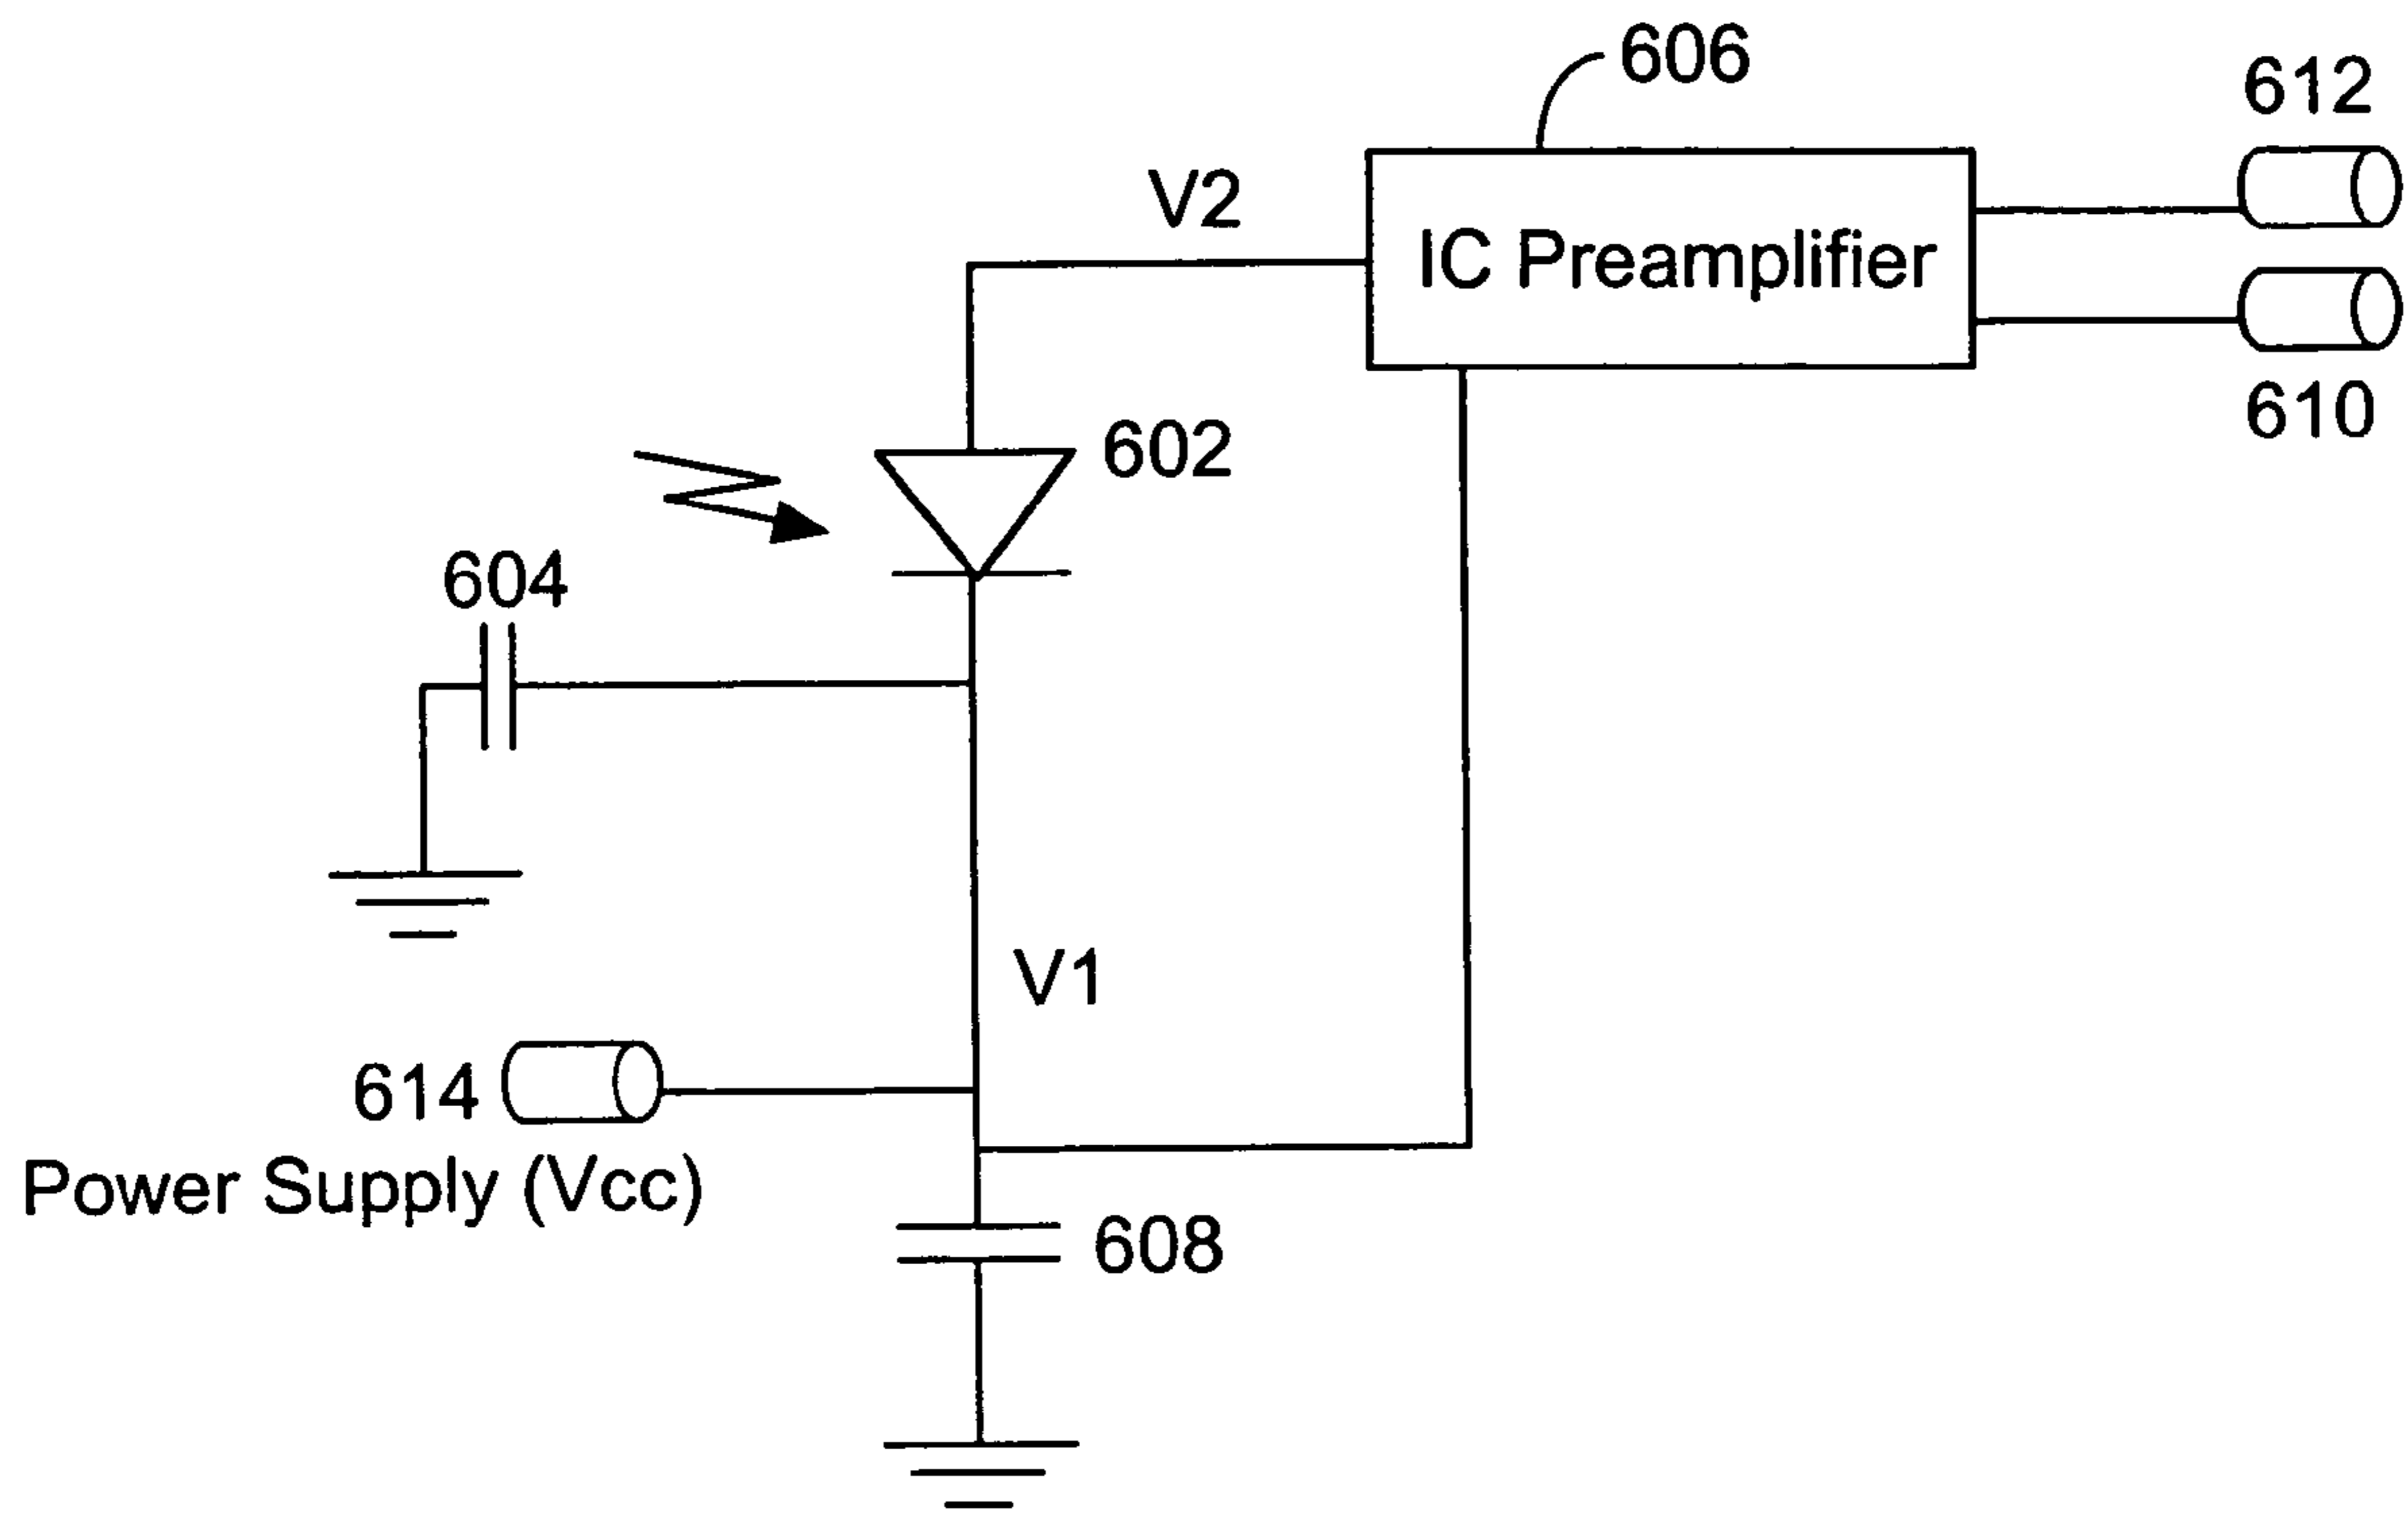 606
612
V2
IC Preamplifier
610
602
604
V1
614
Power Supply (Vcc)
608